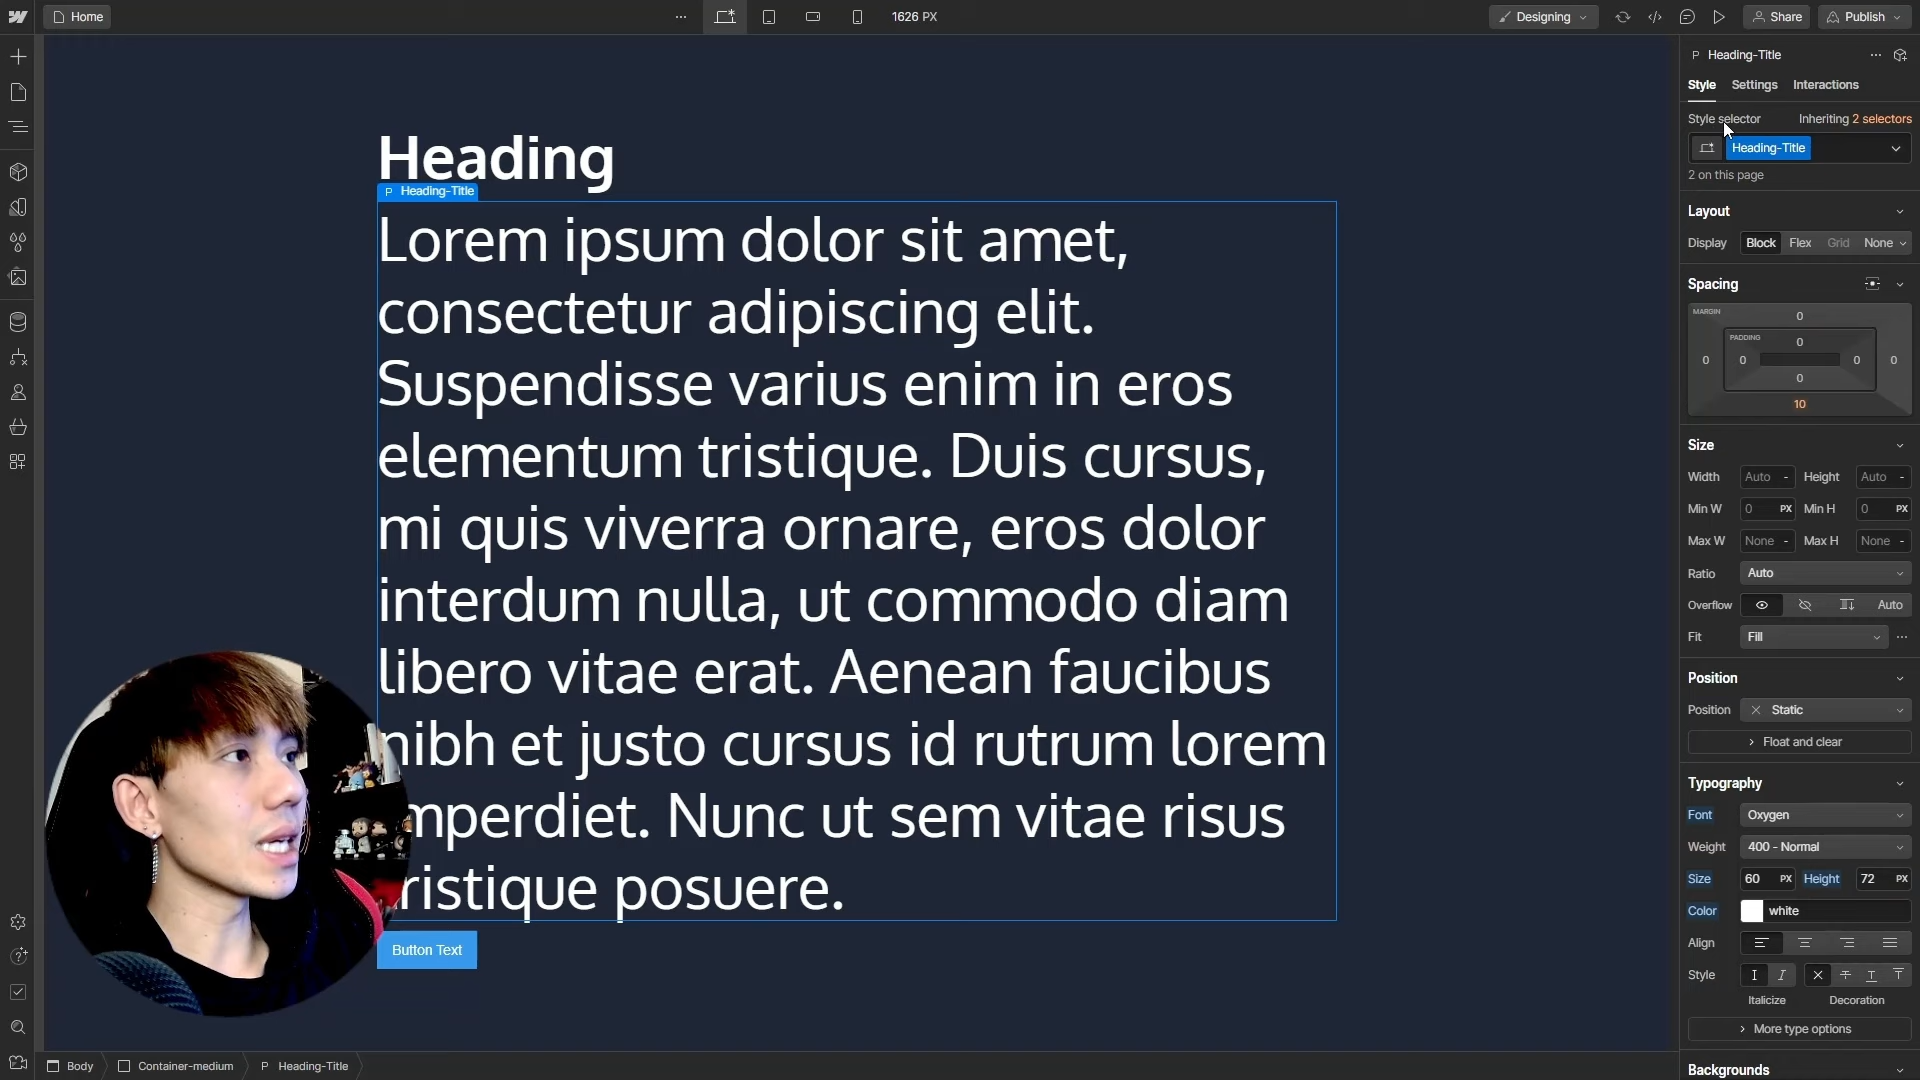 Home
1626 PX
Designing
Share
Publish
Heading
Heading-Title
Lorem ipsum dolor sit amet,
consectetur adipiscing elit.
Suspendisse varius enim in eros
elementum tristique. Duis cursus,
mi quis viverra ornare, eros dolor
interdum nulla, ut commodo diam
libero vitae erat. Aenean faucibus
nibh et justo cursus id rutrum lorem
mperdiet. Nunc ut sem vitae risus
ristique posuere.
Button Text
Heading-Title
Style Settings Interactions
Style selector Inheriting 2 selectors
Heading-Title
2 on this page
Layout
Display Block Flex Grid None
Spacing
MARGIN 0
PADDING 0
0 0 0 0
0
10
Size
Width Auto - Height Auto -
Min W 0 PX Min H 0 PX
Max W None - Max H None -
Ratio Auto
Overflow Auto
Fit Fill
Position
Position Static
Float and clear
Typography
Font Oxygen
Weight 400 - Normal
Size 60 PX Height 72 PX
Color white
Align
Style
Italicize Decoration
More type options
Backgrounds
Body Container-medium P Heading-Title